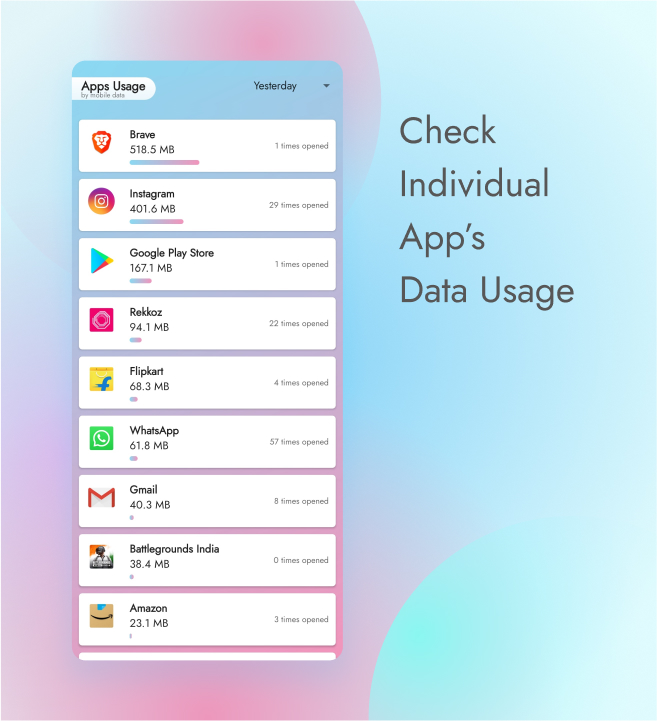 Apps Usage
by mobile data
Yesterday
Brave
518.5 MB
1 times opened
Instagram
401.6 MB
29 times opened
Google Play Store
167.1 MB
1 times opened
Rekkoz
94.1 MB
22 times opened
Flipkart
68.3 MB
4 times opened
WhatsApp
61.8 MB
57 times opened
Gmail
40.3 MB
8 times opened
Battlegrounds India
38.4 MB
0 times opened
Amazon
23.1 MB
3 times opened
Check
Individual
App's
Data Usage